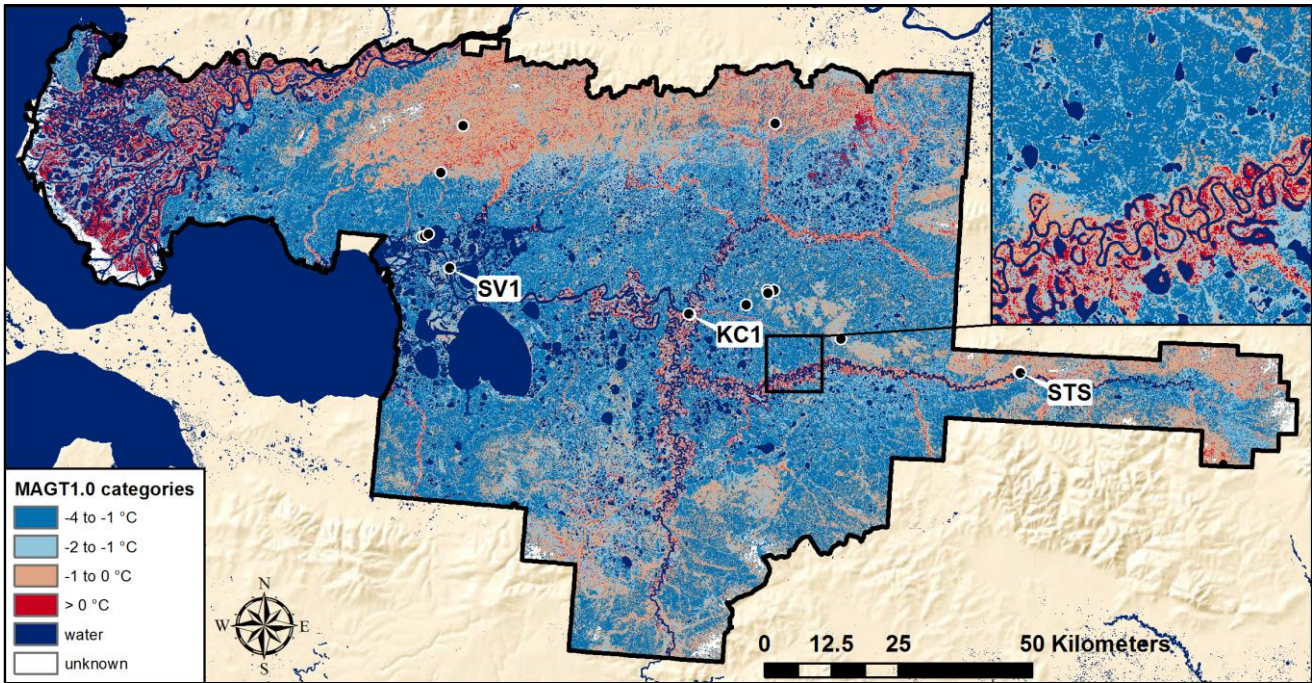 SV1
KC1
STS
MAGT1.0 categories
-4 to -1 °C
-2 to -1 °C
-1 to 0 °C
> 0 °C
water
unknown
N
W E
S
0 12.5 25 50 Kilometers